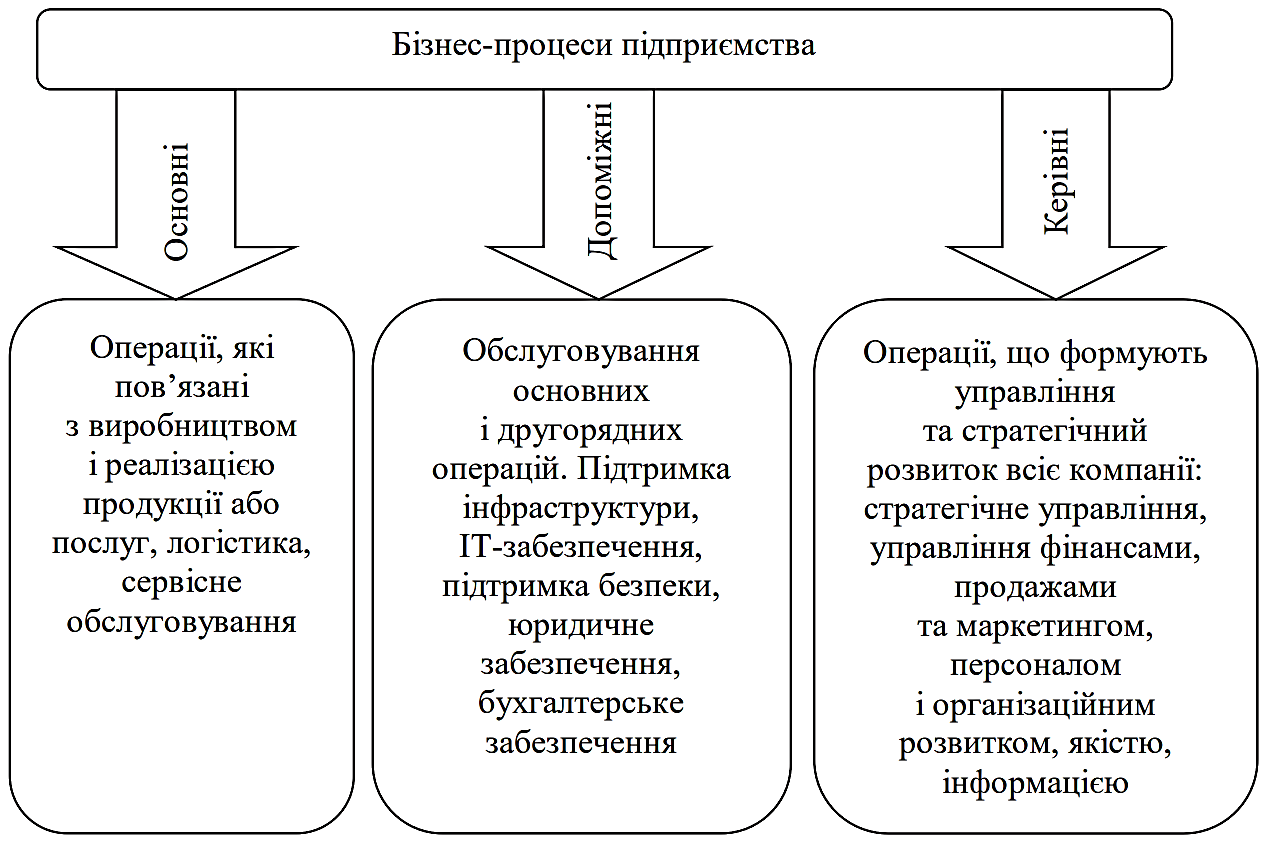 Бізнес-процеси підприємства
Основні
Допоміжні
Керівні
Операції, які
пов’язані
з виробництвом
і реалізацією
продукції або
послуг, логістика,
сервісне
обслуговування
Обслуговування
основних
і другорядних
операцій. Підтримка
інфраструктури,
ІТ-забезпечення,
підтримка безпеки,
юридичне
забезпечення,
бухгалтерське
забезпечення
Операції, що формують
управління
та стратегічний
розвиток всіє компанії:
стратегічне управління,
управління фінансами,
продажами
та маркетингом,
персоналом
і організаційним
розвитком, якістю,
інформацією